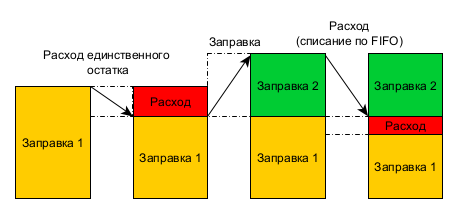 Расход единственного
остатка
Заправка
Расход
(списание по FIFO)
Заправка 1
Расход
Заправка 1
Заправка 2
Заправка 1
Заправка 2
Расход
Заправка 1